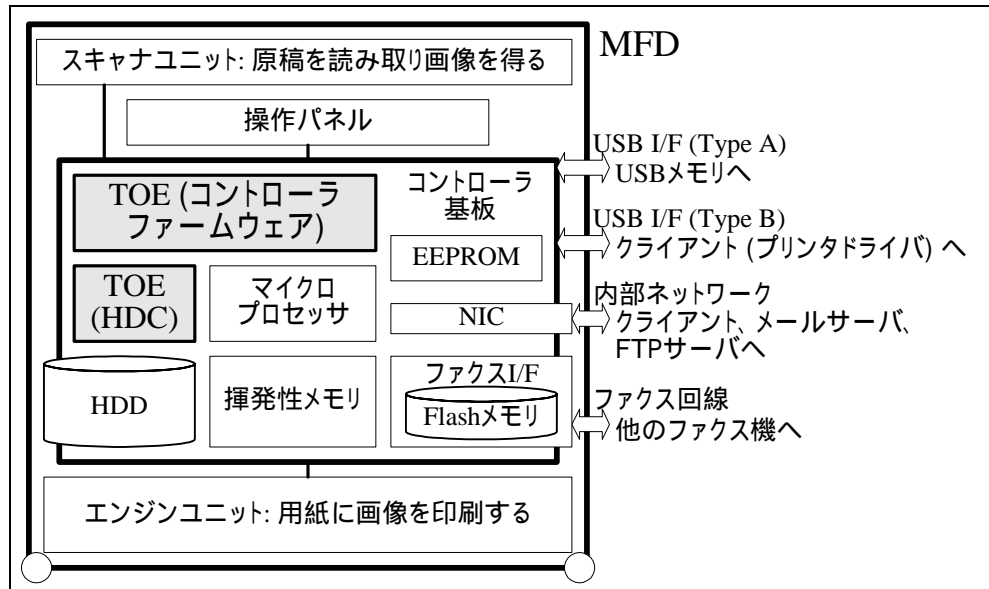 MFD
スキャナユニット: 原稿を読み取り画像を得る
操作パネル
TOE (コントローラ
ファームウェア)
コントローラ
基板
EEPROM
TOE
(HDC)
マイクロ
プロセッサ
NIC
HDD
揮発性メモリ
ファクスI/F
Flashメモリ
エンジンユニット: 用紙に画像を印刷する
USB I/F (Type A)
USBメモリへ
USB I/F (Type B)
クライアント (プリンタドライバ) へ
内部ネットワーク
クライアント、メールサーバ、
FTPサーバへ
ファクス回線
他のファクス機へ